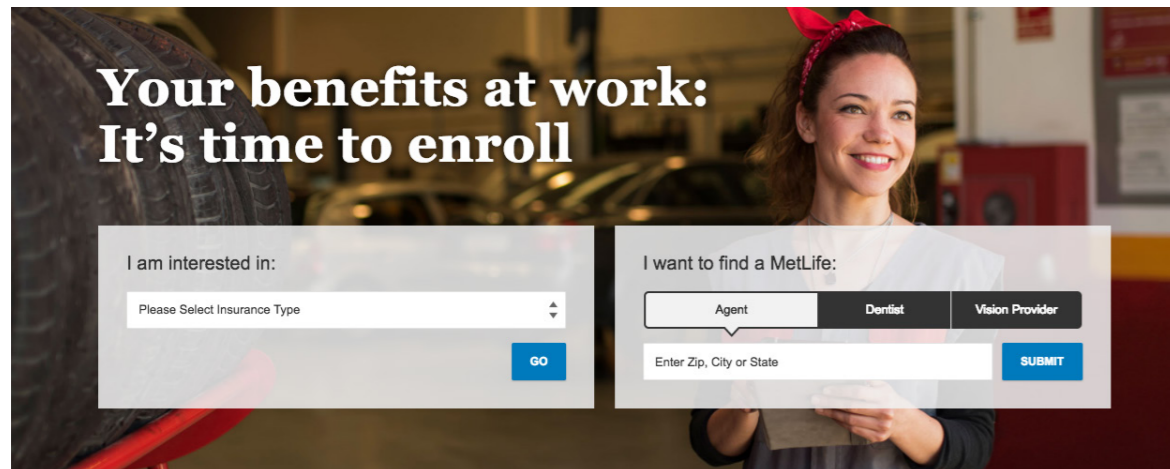 Your benefits at work:
It’s time to enroll
I am interested in:
Please Select Insurance Type
GO
I want to find a MetLife:
Agent
Dentist
Vision Provider
Enter Zip, City or State
SUBMIT